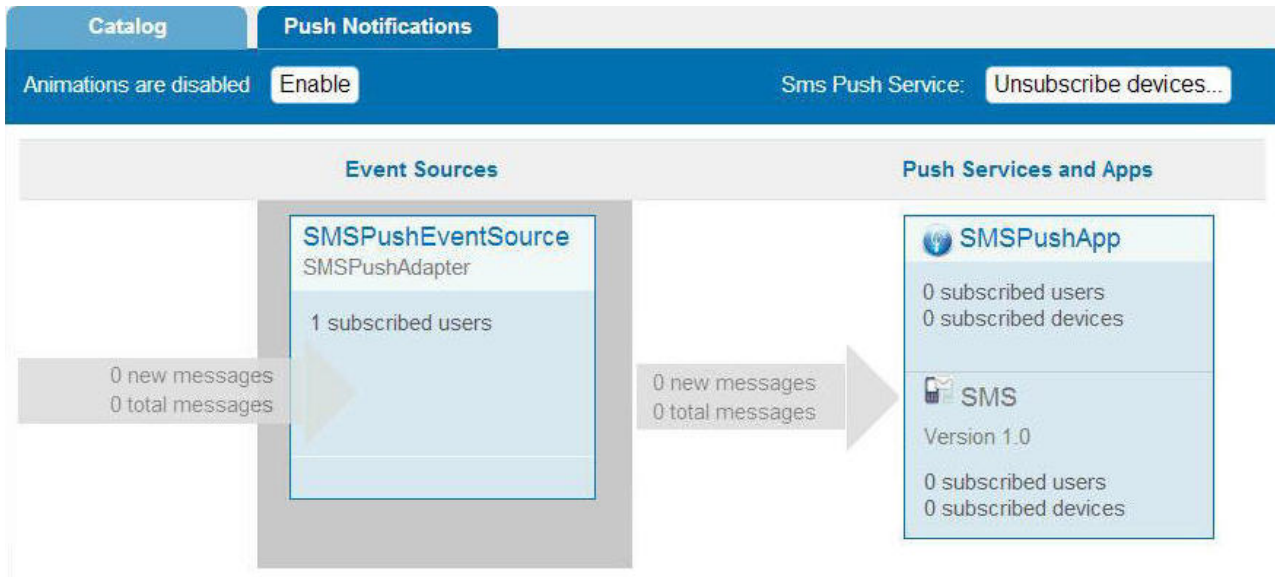 Catalog
Push Notifications
Animations are disabled Enable
Sms Push Service: Unsubscribe devices...
Event Sources
Push Services and Apps
SMSPushEventSource
SMSPushAdapter
1 subscribed users
0 new messages
0 total messages
0 new messages
0 total messages
SMSPushApp
0 subscribed users
0 subscribed devices
SMS
Version 1.0
0 subscribed users
0 subscribed devices